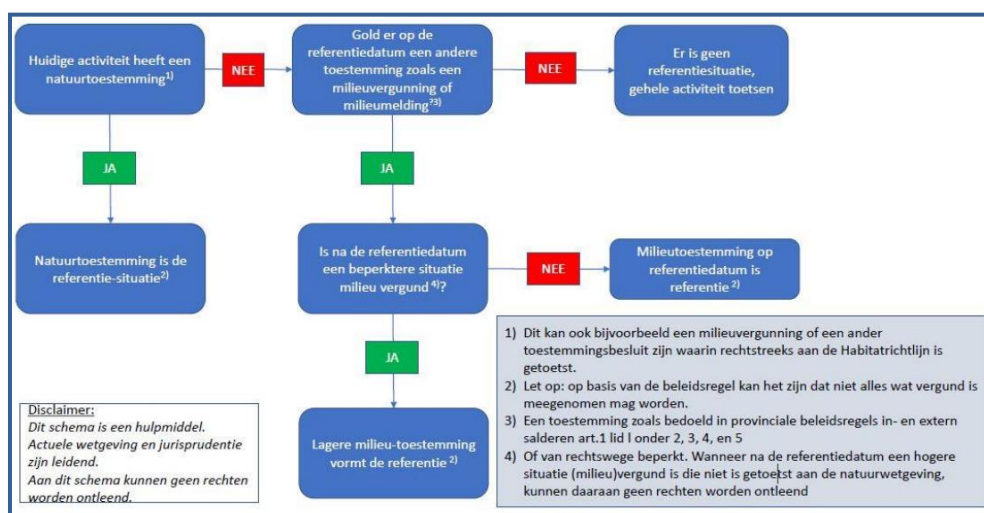 Huidige activiteit heeft een
natuurtoestemming1)
NEE
Gold er op de
referentiedatum een andere
toestemming zoals een
milieuvergunning of
milieumelding?3)
NEE
Er is geen
referentiesituatie,
gehele activiteit toetsen
JA
JA
Natuurtoestemming is de
referentie-situatie2)
Is na de referentiedatum
een beperktere situatie
milieu vergund 4)?
NEE
Milieutoestemming op
referentiedatum is
referentie 2)
JA
Lagere milieu-toestemming
vormt de referentie 2)
Disclaimer:
Dit schema is een hulpmiddel.
Actuele wetgeving en jurisprudentie
zijn leidend.
Aan dit schema kunnen geen rechten
worden ontleend.
1) Dit kan ook bijvoorbeeld een milieuvergunning of een ander
toestemmingsbesluit zijn waarin rechtstreeks aan de Habitatrichtlijn is
getoetst.
2) Let op: op basis van de beleidsregel kan het zijn dat niet alles wat vergund is
meegenomen mag worden.
3) Een toestemming zoals bedoeld in provinciale beleidsregels in- en extern
salderen art.1 lid l onder 2, 3, 4, en 5
4) Of van rechtswege beperkt. Wanneer na de referentiedatum een hogere
situatie (milieu)vergund is die niet is getoetst aan de natuurwetgeving,
kunnen daaraan geen rechten worden ontleend